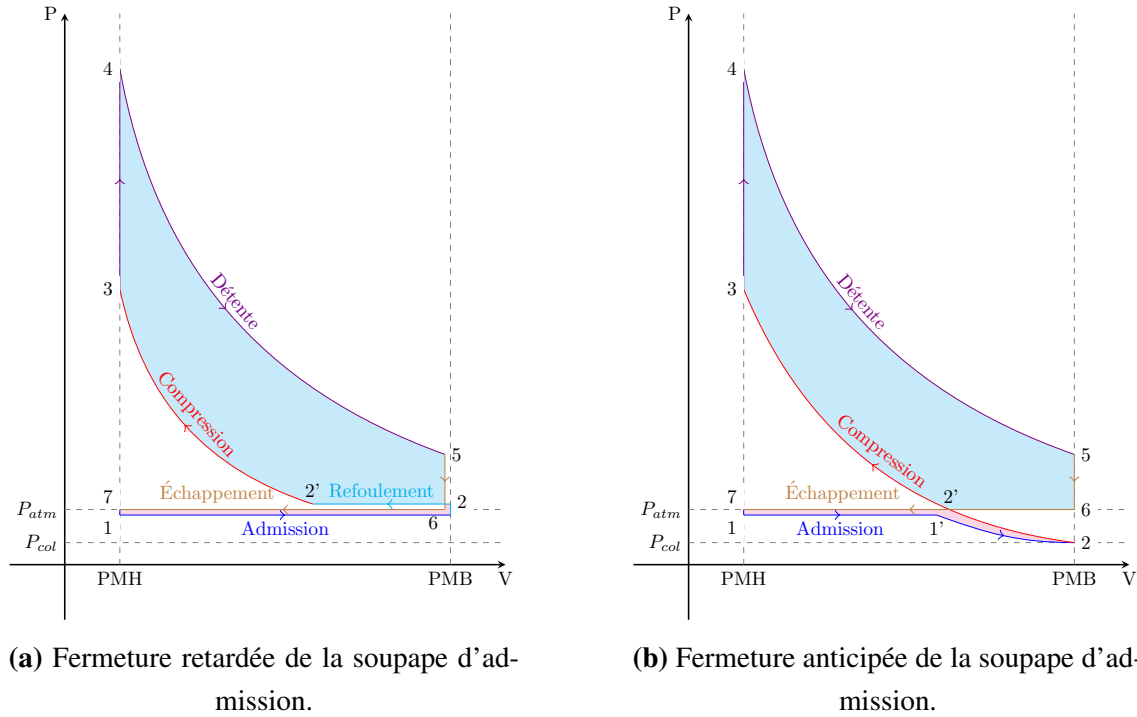 P
4
3
Détente
Compression
5
7
Échappement
2'
Refoulement
2
P_atm
1
Admission
6
P_col
PMH
PMB
V
(a) Fermeture retardée de la soupape d'ad-
mission.
P
4
3
Détente
Compression
5
7
Échappement
2'
P_atm
6
1
Admission
1'
P_col
2
PMH
PMB
V
(b) Fermeture anticipée de la soupape d'ad-
mission.